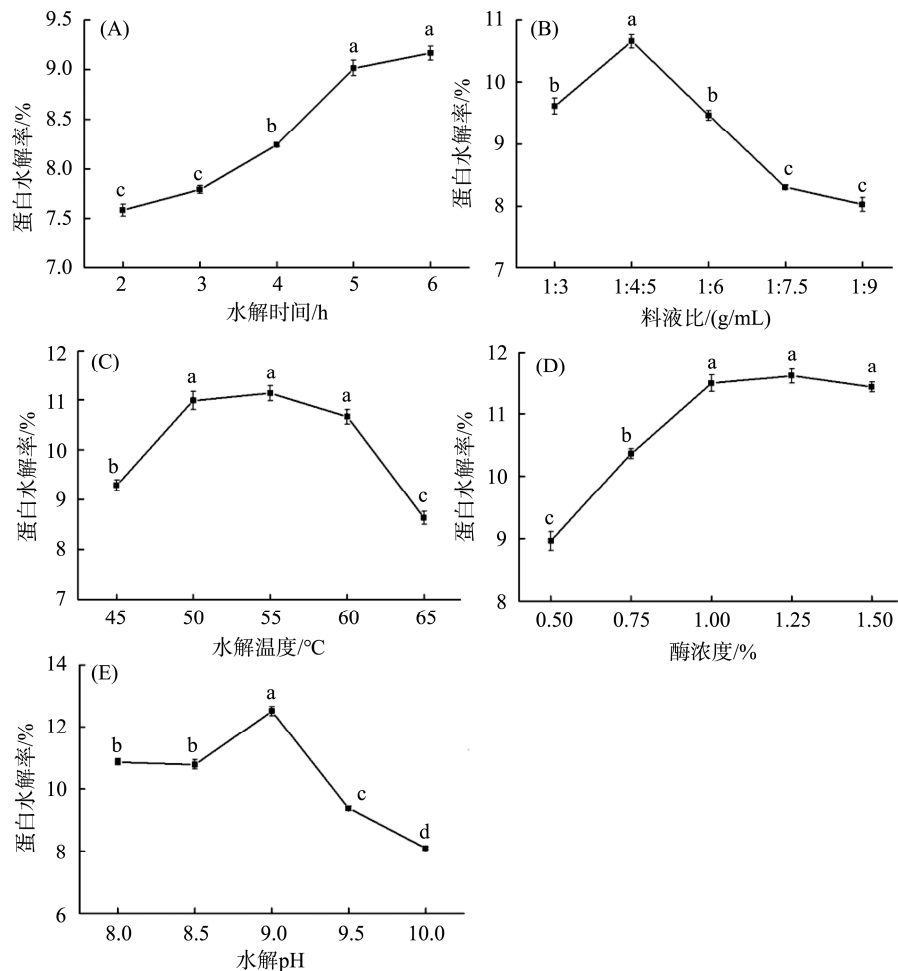 (A)
蛋白水解率/%
9.5
9.0
8.5
8.0
7.5
7.0
c
c
b
a
a
2 3 4 5 6
水解时间/h
(B)
蛋白水解率/%
11
10
9
8
7
b
a
b
c
c
1:3 1:4:5 1:6 1:7.5 1:9
料液比/(g/mL)
(C)
蛋白水解率/%
12
11
10
9
8
7
b
a
a
a
c
45 50 55 60 65
水解温度/℃
(D)
蛋白水解率/%
12
11
10
9
8
c
b
a
a
a
0.50 0.75 1.00 1.25 1.50
酶浓度/%
(E)
蛋白水解率/%
14
12
10
8
6
b
b
a
c
d
8.0 8.5 9.0 9.5 10.0
水解pH